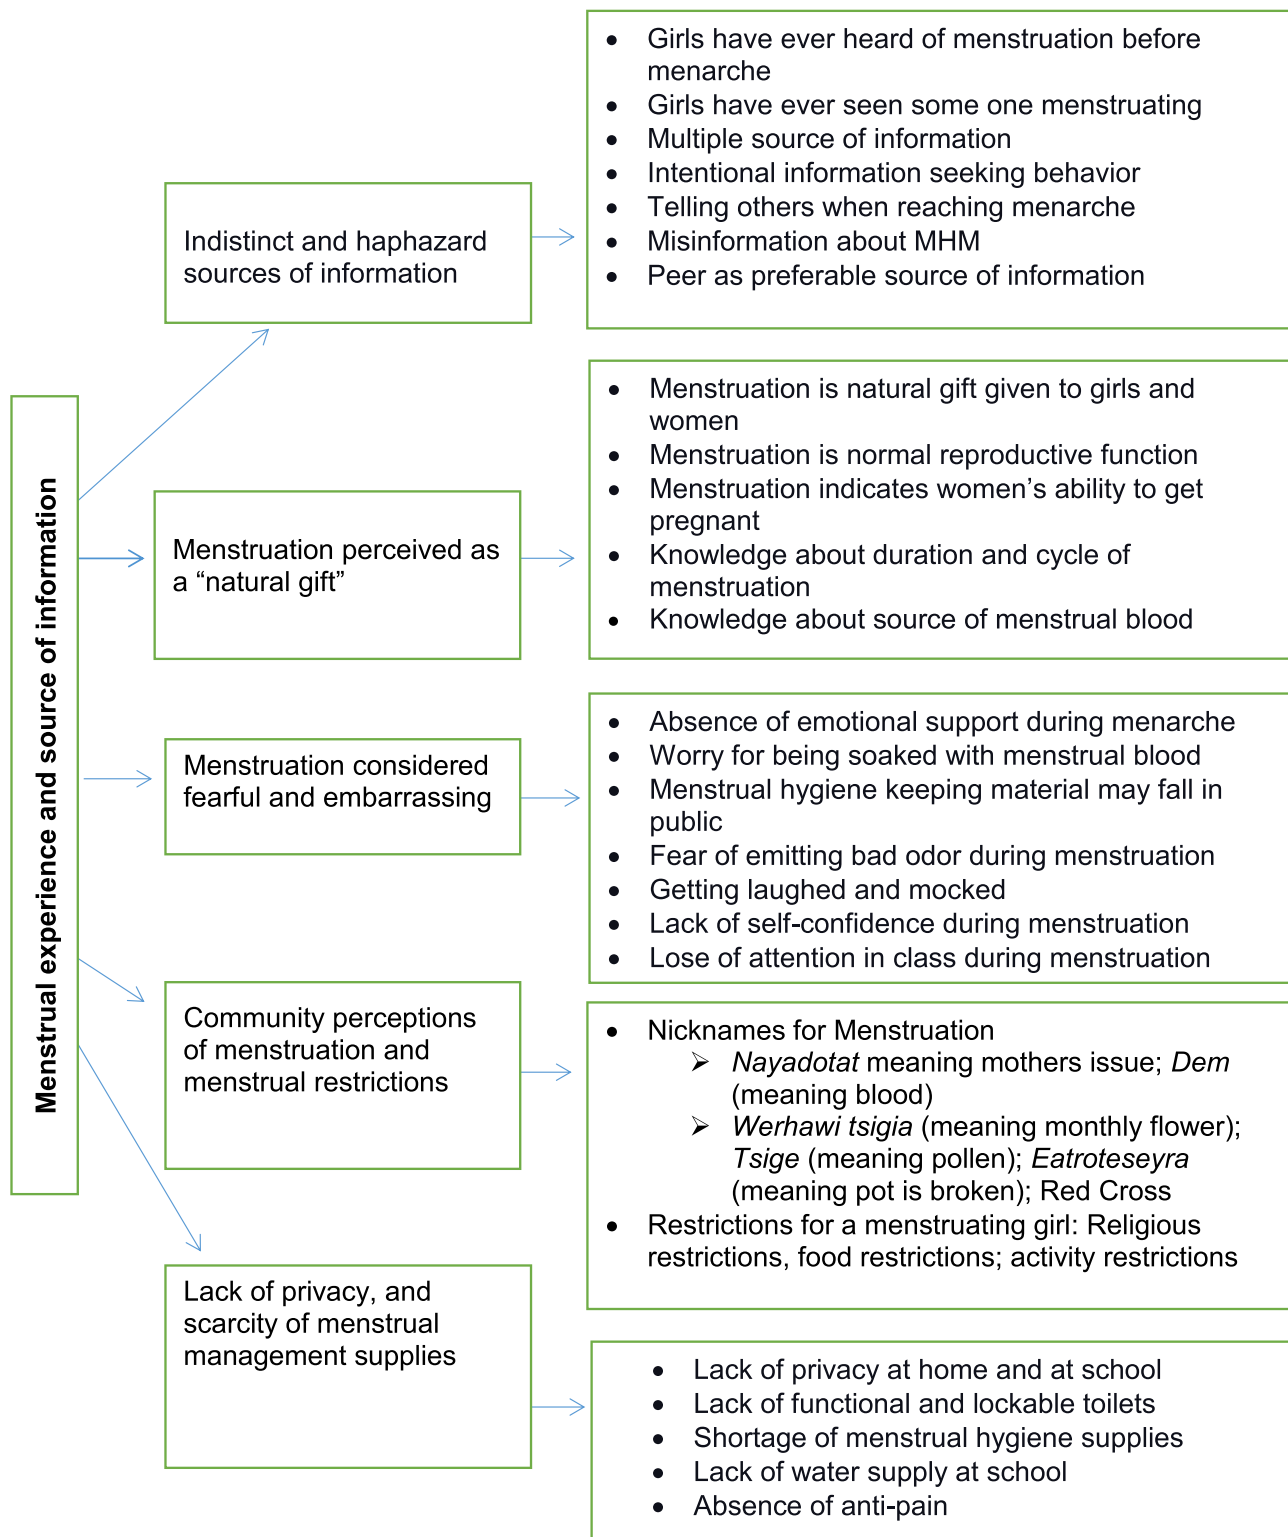 Menstrual experience and source of information
Indistinct and haphazard
sources of information
• Girls have ever heard of menstruation before
menarche
• Girls have ever seen some one menstruating
• Multiple source of information
• Intentional information seeking behavior
• Telling others when reaching menarche
• Misinformation about MHM
• Peer as preferable source of information
Menstruation perceived as
a “natural gift”
• Menstruation is natural gift given to girls and
women
• Menstruation is normal reproductive function
• Menstruation indicates women’s ability to get
pregnant
• Knowledge about duration and cycle of
menstruation
• Knowledge about source of menstrual blood
Menstruation considered
fearful and embarrassing
• Absence of emotional support during menarche
• Worry for being soaked with menstrual blood
• Menstrual hygiene keeping material may fall in
public
• Fear of emitting bad odor during menstruation
• Getting laughed and mocked
• Lack of self-confidence during menstruation
• Lose of attention in class during menstruation
Community perceptions
of menstruation and
menstrual restrictions
• Nicknames for Menstruation
➢ Nayadotat meaning mothers issue; Dem
(meaning blood)
➢ Werhawi tsigia (meaning monthly flower);
Tsige (meaning pollen); Eatroteseyra
(meaning pot is broken); Red Cross
• Restrictions for a menstruating girl: Religious
restrictions, food restrictions; activity restrictions
Lack of privacy, and
scarcity of menstrual
management supplies
• Lack of privacy at home and at school
• Lack of functional and lockable toilets
• Shortage of menstrual hygiene supplies
• Lack of water supply at school
• Absence of anti-pain